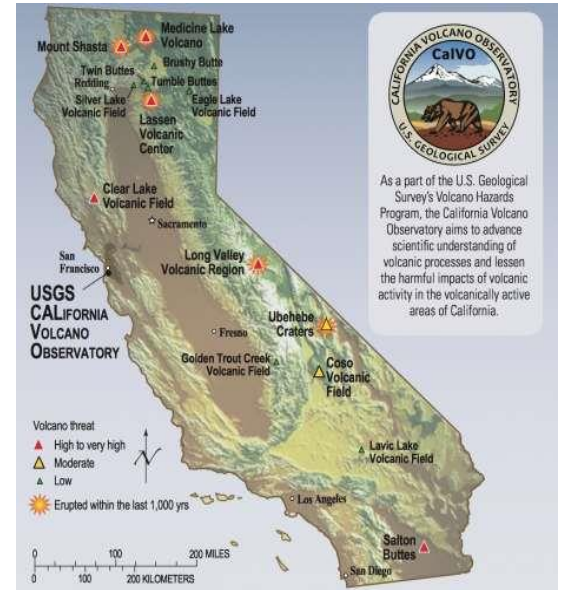 Medicine Lake
Volcano
Mount Shasta
Brushy Butte
Twin Buttes
Tumble Buttes
Redding
Silver Lake
Volcanic Field
Eagle Lake
Volcanic Field
Lassen
Volcanic
Center
Clear Lake
Volcanic Field
Sacramento
San
Francisco
Long Valley
Volcanic Region
USGS
CALIFORNIA
VOLCANO
OBSERVATORY
Ubehebe
Craters
Fresno
Golden Trout Creek
Volcanic Field
Coso
Volcanic
Field
Lavic Lake
Volcanic Field
Los Angeles
Salton
Buttes
San Diego
Volcano threat
High to very high
Moderate
Low
Erupted within the last 1,000 yrs
N
0 100 200 MILES
0 100 200 KILOMETERS
CALIFORNIA VOLCANO OBSERVATORY
CalVO
U.S. GEOLOGICAL SURVEY
As a part of the U.S. Geological
Survey's Volcano Hazards
Program, the California Volcano
Observatory aims to advance
scientific understanding of
volcanic processes and lessen
the harmful impacts of volcanic
activity in the volcanically active
areas of California.